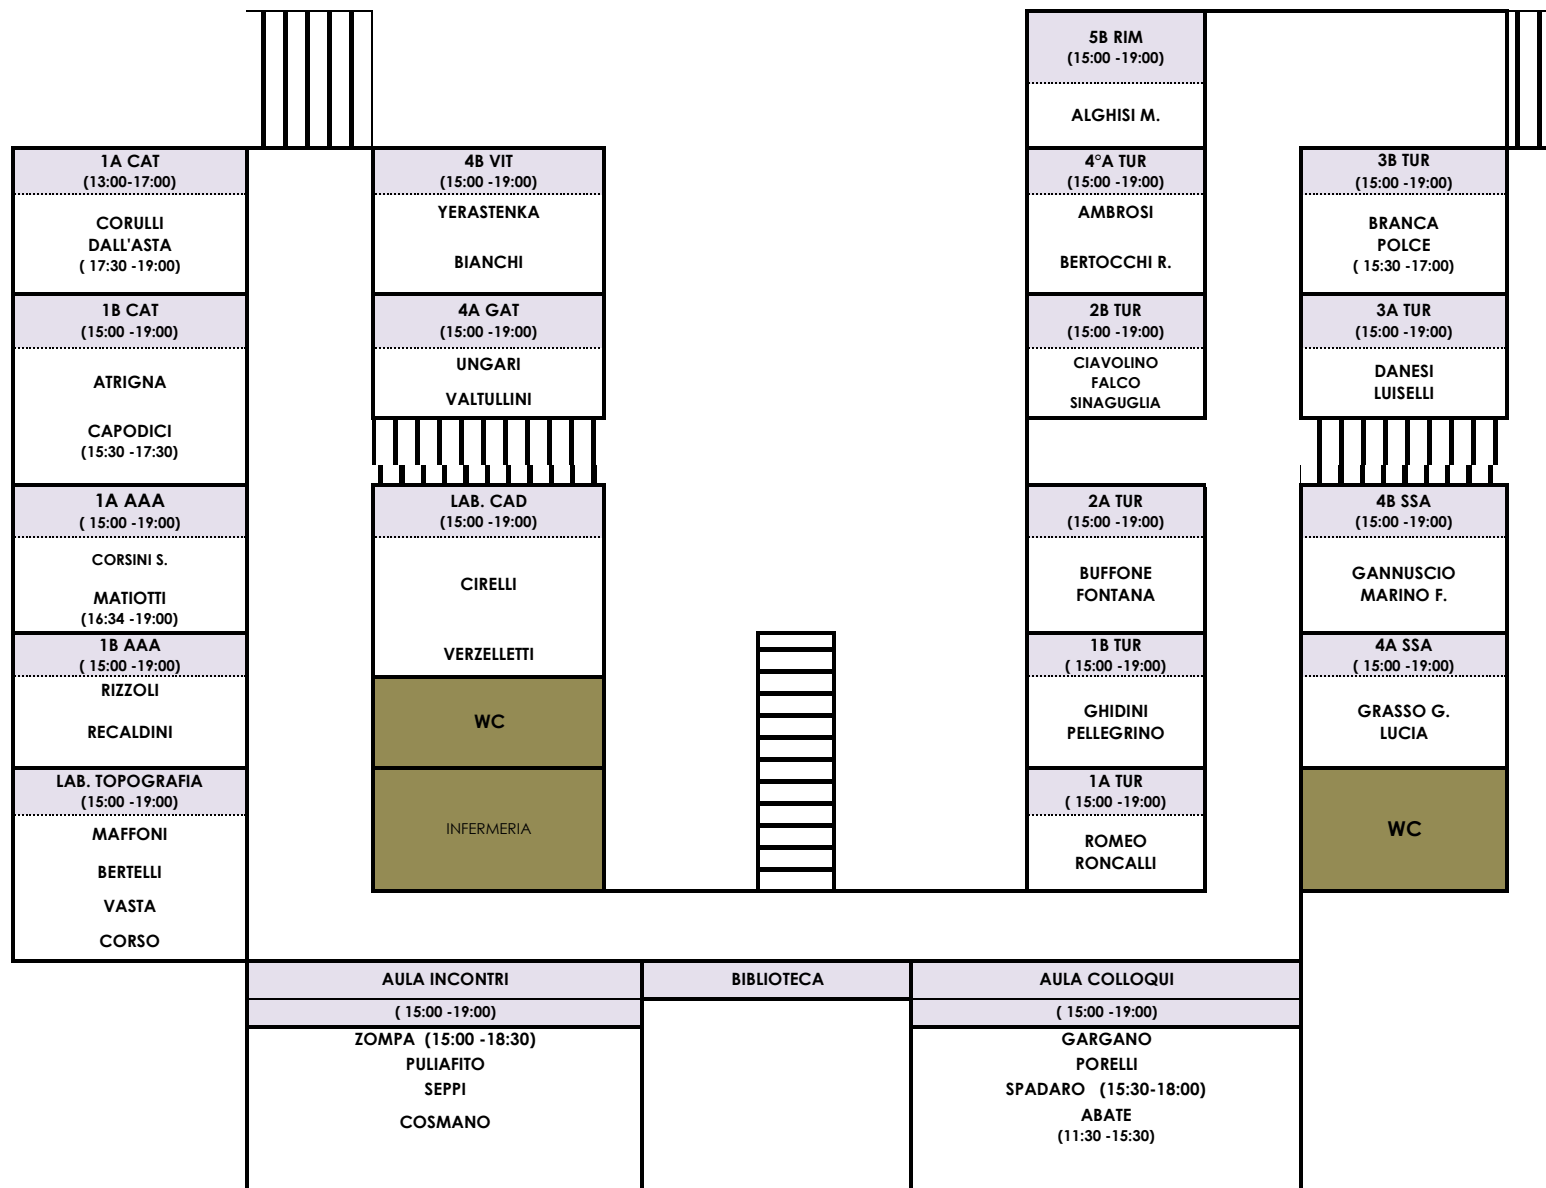 5B RIM
(15:00 -19:00)
ALGHISI M.
1A CAT
(13:00-17:00)
CORULLI
DALL'ASTA
( 17:30 -19:00)
4B VIT
(15:00 -19:00)
YERASTENKA
BIANCHI
4°A TUR
(15:00 -19:00)
AMBROSI
BERTOCCHI R.
3B TUR
(15:00 -19:00)
BRANCA
POLCE
( 15:30 -17:00)
1B CAT
(15:00 -19:00)
ATRIGNA
CAPODICI
(15:30 -17:30)
4A GAT
(15:00 -19:00)
UNGARI
VALTULLINI
2B TUR
(15:00 -19:00)
CIAVOLINO
FALCO
SINAGUGLIA
3A TUR
(15:00 -19:00)
DANESI
LUISELLI
1A AAA
( 15:00 -19:00)
CORSINI S.
MATIOTTI
(16:34 -19:00)
LAB. CAD
(15:00 -19:00)
CIRELLI
VERZELLETTI
2A TUR
(15:00 -19:00)
BUFFONE
FONTANA
4B SSA
(15:00 -19:00)
GANNUSCIO
MARINO F.
1B AAA
( 15:00 -19:00)
RIZZOLI
RECALDINI
WC
1B TUR
( 15:00 -19:00)
GHIDINI
PELLEGRINO
4A SSA
( 15:00 -19:00)
GRASSO G.
LUCIA
LAB. TOPOGRAFIA
(15:00 -19:00)
MAFFONI
BERTELLI
VASTA
CORSO
INFERMERIA
1A TUR
( 15:00 -19:00)
ROMEO
RONCALLI
WC
AULA INCONTRI
( 15:00 -19:00)
ZOMPA (15:00 -18:30)
PULIAFITO
SEPPI
COSMANO
BIBLIOTECA
AULA COLLOQUI
( 15:00 -19:00)
GARGANO
PORELLI
SPADARO (15:30-18:00)
ABATE
(11:30 -15:30)